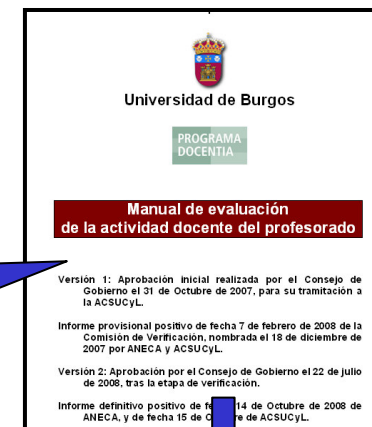 Universidad de Burgos
PROGRAMA
DOCENTIA
Manual de evaluación
de la actividad docente del profesorado
Versión 1: Aprobación inicial realizada por el Consejo de
Gobierno el 31 de Octubre de 2007, para su tramitación a
la ACSUCyL.
Informe provisional positivo de fecha 7 de febrero de 2008 de la
Comisión de Verificación, nombrada el 18 de diciembre de
2007 por ANECA y ACSUCyL.
Versión 2: Aprobación por el Consejo de Gobierno el 22 de julio
de 2008, tras la etapa de verificación.
Informe definitivo positivo de 14 de Octubre de 2008 de
ANECA, y de fecha 15 de re de ACSUCyL.